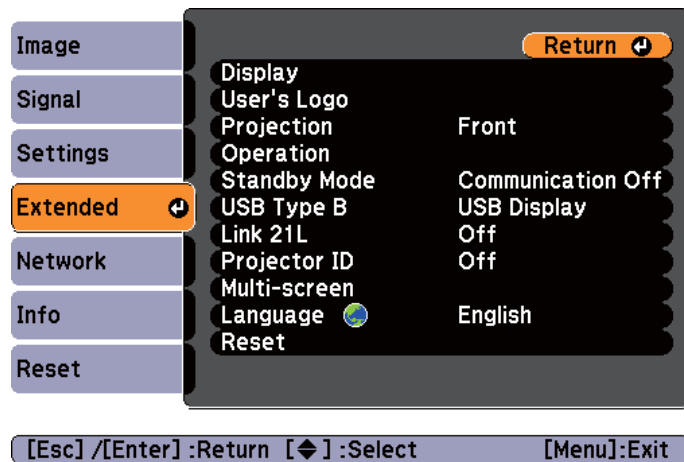 Image
Signal
Settings
Extended
Network
Info
Reset
Return
Display
User's Logo
Projection Front
Operation
Standby Mode Communication Off
USB Type B USB Display
Link 21L Off
Projector ID Off
Multi-screen
Language English
Reset
[Esc] /[Enter] :Return [◆] :Select [Menu]:Exit